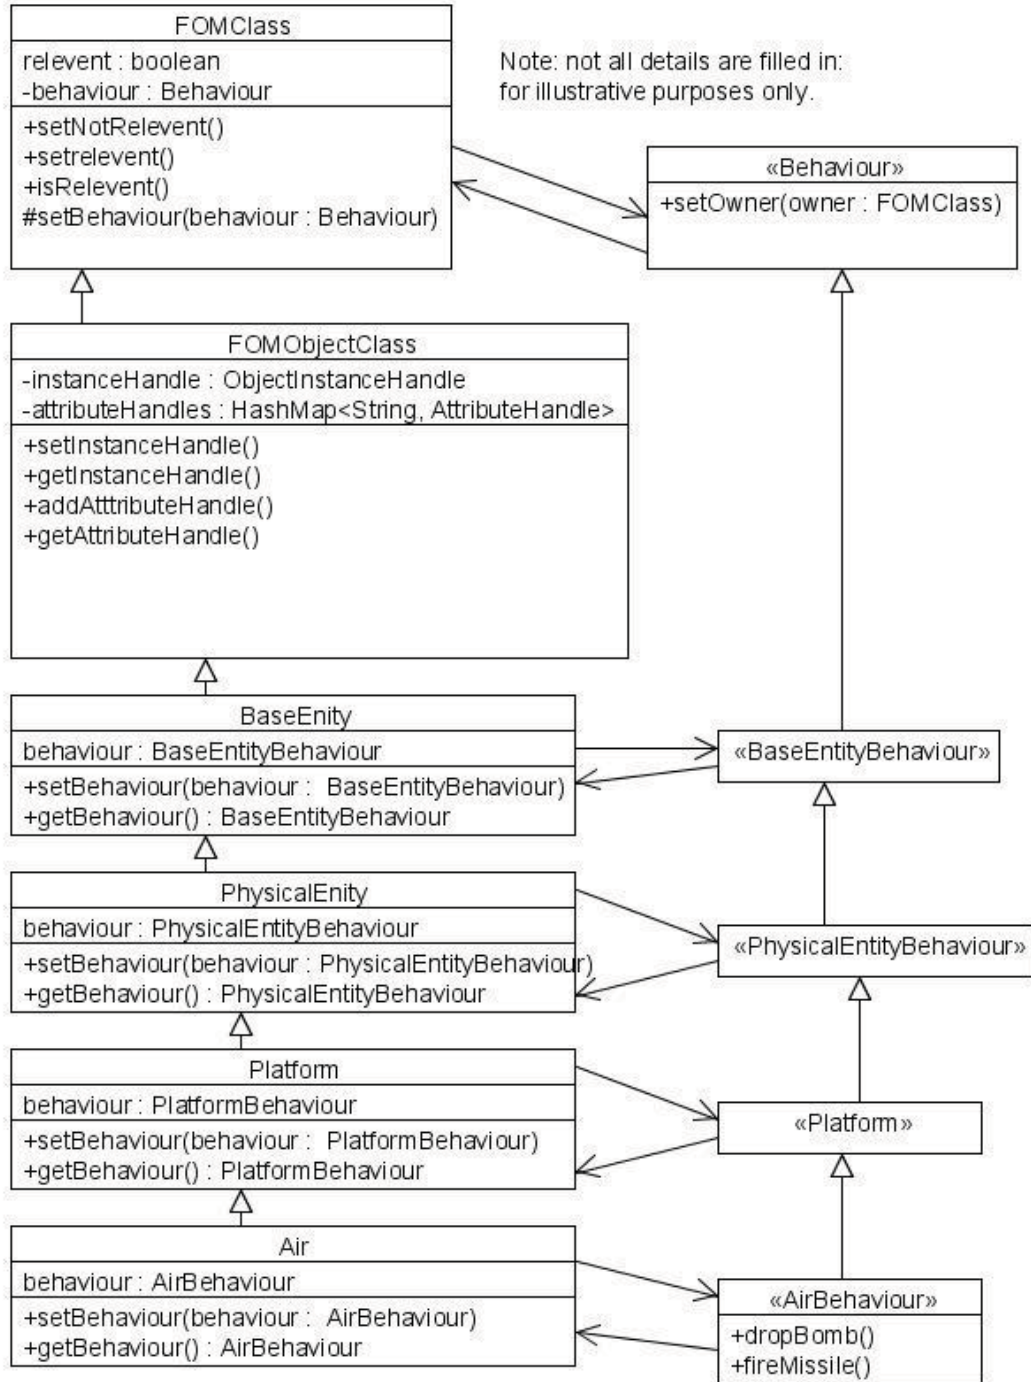 FOMClass
relevent : boolean
-behaviour : Behaviour
+setNotRelevent()
+setrelevent()
+isRelevent()
#setBehaviour(behaviour : Behaviour)
Note: not all details are filled in:
for illustrative purposes only.
«Behaviour»
+setOwner(owner : FOMClass)
FOMObjectClass
-instanceHandle : ObjectInstanceHandle
-attributeHandles : HashMap<String, AttributeHandle>
+setInstanceHandle()
+getInstanceHandle()
+addAtttributeHandle()
+getAttributeHandle()
BaseEnity
behaviour : BaseEntityBehaviour
+setBehaviour(behaviour : BaseEntityBehaviour)
+getBehaviour() : BaseEntityBehaviour
«BaseEntityBehaviour»
PhysicalEnity
behaviour : PhysicalEntityBehaviour
+setBehaviour(behaviour : PhysicalEntityBehaviour)
+getBehaviour() : PhysicalEntityBehaviour
«PhysicalEntityBehaviour»
Platform
behaviour : PlatformBehaviour
+setBehaviour(behaviour : PlatformBehaviour)
+getBehaviour() : PlatformBehaviour
«Platform»
Air
behaviour : AirBehaviour
+setBehaviour(behaviour : AirBehaviour)
+getBehaviour() : AirBehaviour
«AirBehaviour»
+dropBomb()
+fireMissile()